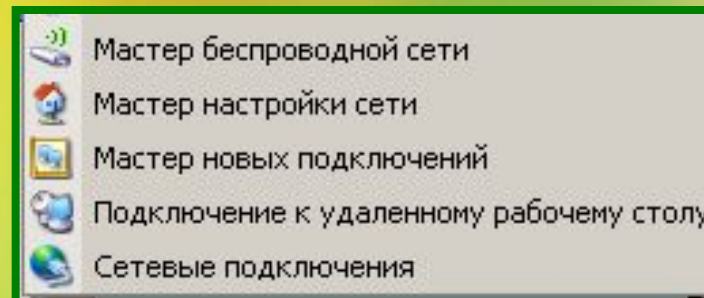 Мастер беспроводной сети
Мастер настройки сети
Мастер новых подключений
Подключение к удаленному рабочему столу
Сетевые подключения